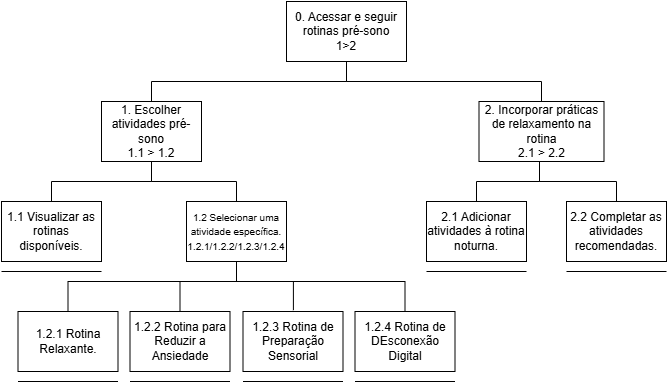 0. Acessar e seguir
rotinas pré-sono
1>2
1. Escolher
atividades pré-
sono
1.1 > 1.2
2. Incorporar práticas
de relaxamento na
rotina
2.1 > 2.2
1.1 Visualizar as
rotinas
disponíveis.
1.2 Selecionar uma
atividade específica.
1.2.1/1.2.2/1.2.3/1.2.4
2.1 Adicionar
atividades à rotina
noturna.
2.2 Completar as
atividades
recomendadas.
1.2.1 Rotina
Relaxante.
1.2.2 Rotina para
Reduzir a
Ansiedade
1.2.3 Rotina de
Preparação
Sensorial
1.2.4 Rotina de
DEsconexão
Digital